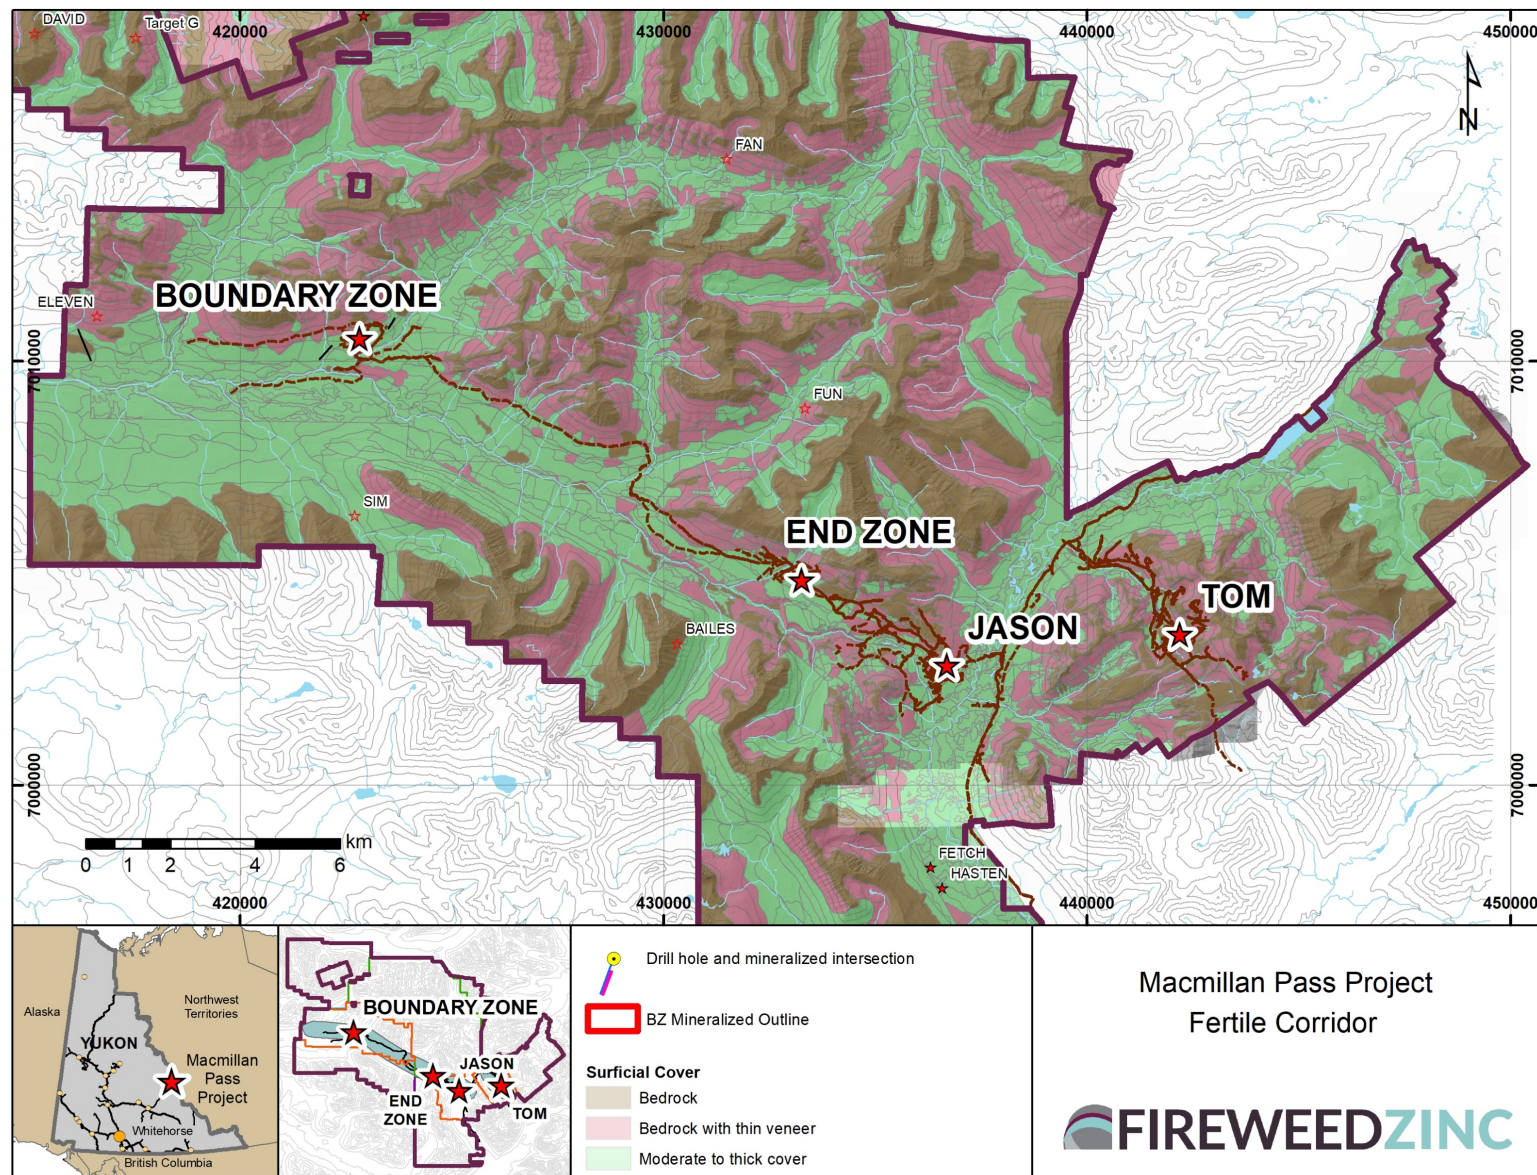 DAVID
Target G
420000
430000
440000
450000
N
FAN
ELEVEN
BOUNDARY ZONE
7010000
7010000
FUN
SIM
END ZONE
TOM
JASON
BAILES
7000000
7000000
km
0 1 2 4 6
FETCH
HASTEN
420000
430000
440000
450000
Alaska
Northwest
Territories
YUKON
Macmillan
Pass
Project
Whitehorse
British Columbia
BOUNDARY ZONE
JASON
END
ZONE
TOM
Drill hole and mineralized intersection
BZ Mineralized Outline
Surficial Cover
Bedrock
Bedrock with thin veneer
Moderate to thick cover
Macmillan Pass Project
Fertile Corridor
FIREWEEDZINC